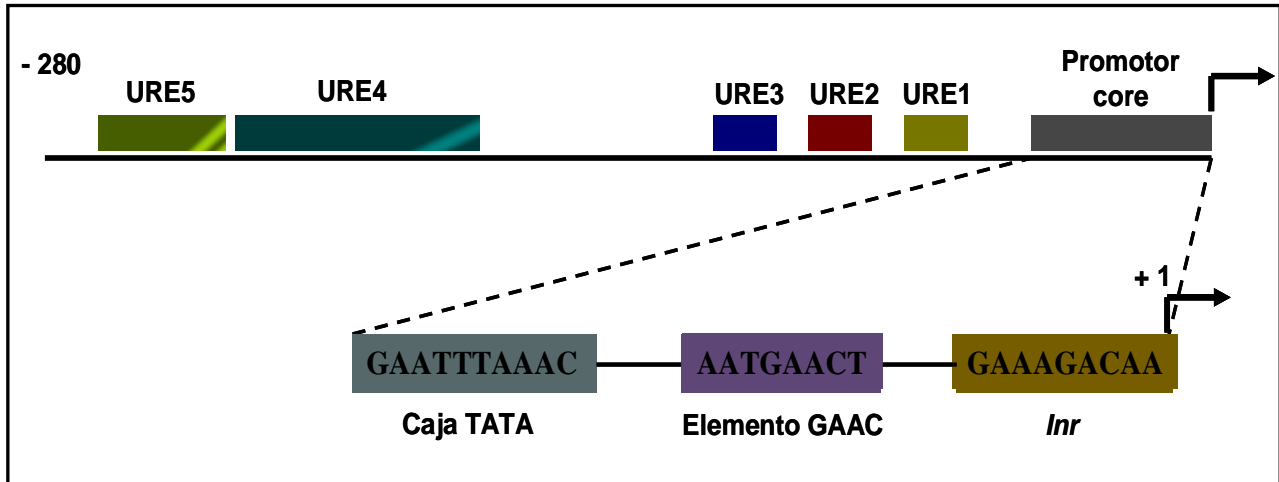 - 280
URE5
URE4
URE3
URE2
URE1
Promotor
core
+ 1
GAATTTAAAC
AATGAACT
GAAAGACAA
Caja TATA
Elemento GAAC
Inr